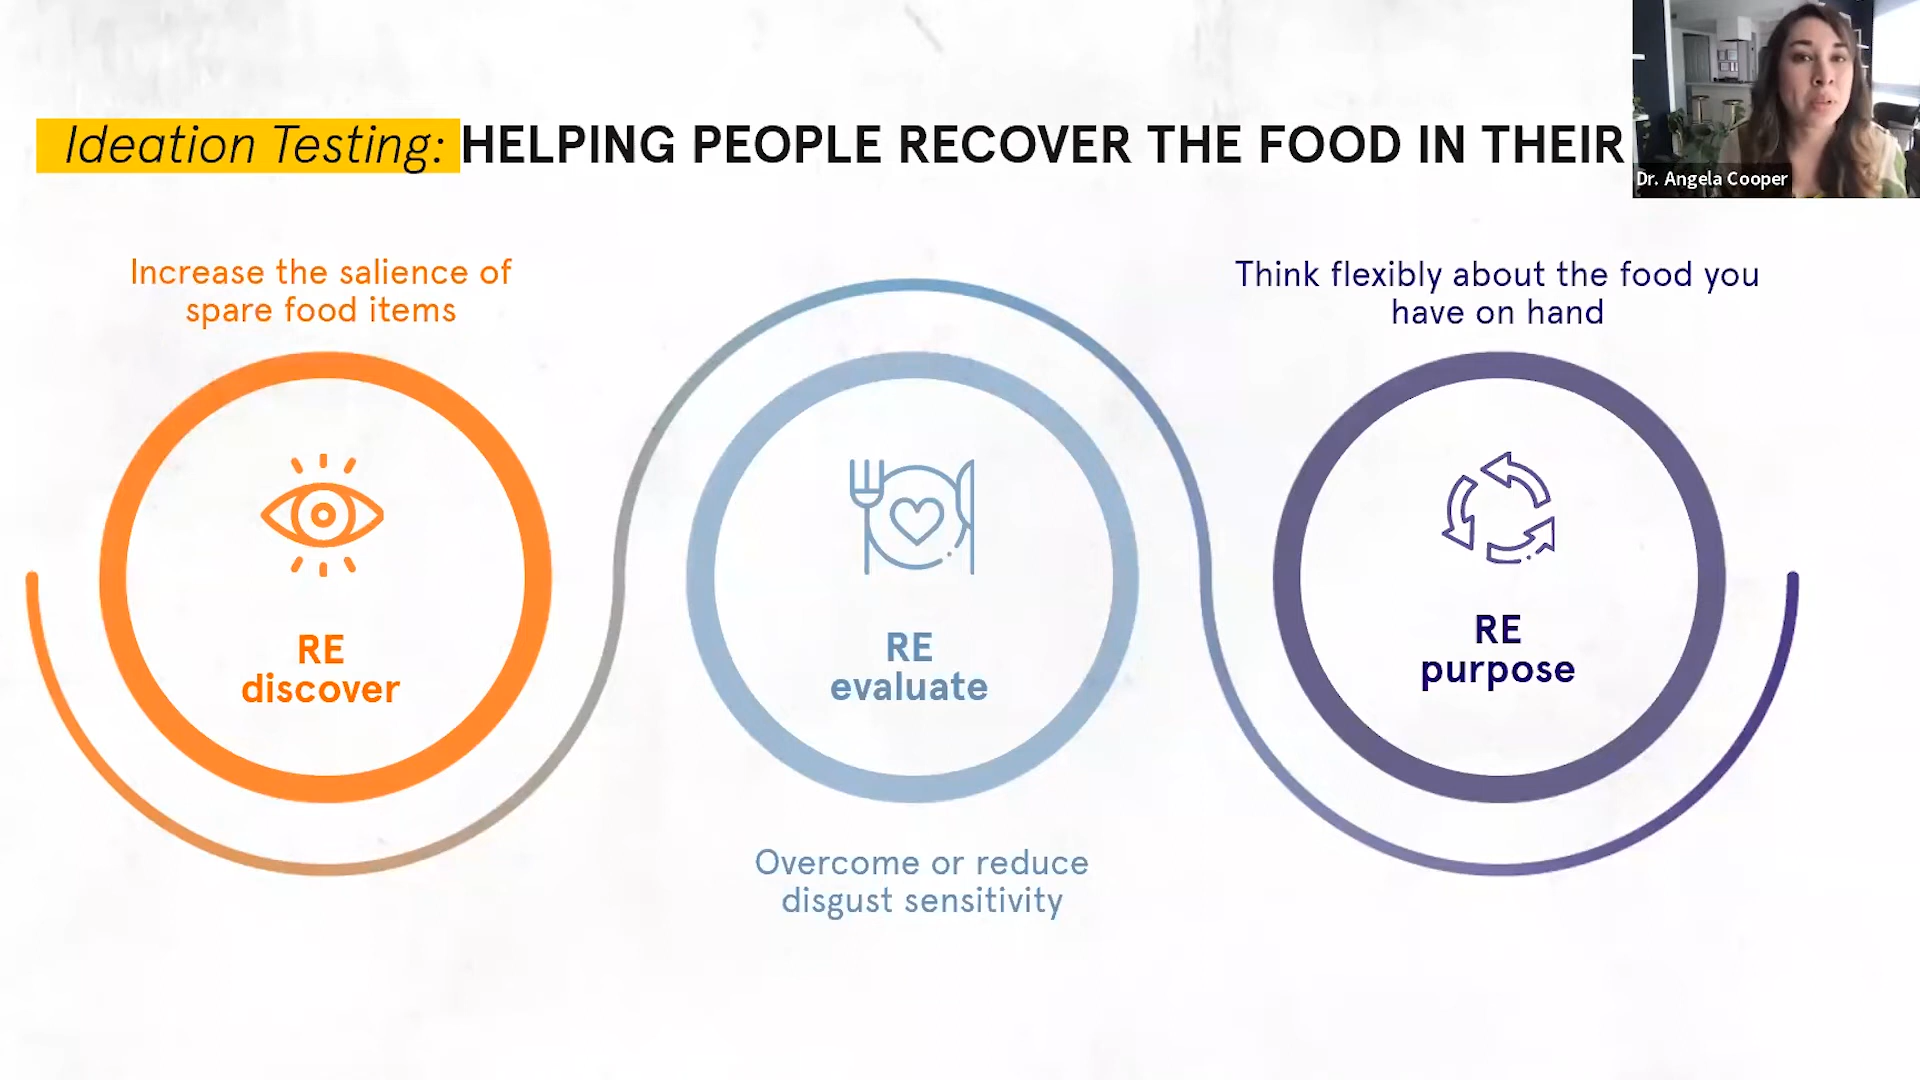 Ideation Testing: HELPING PEOPLE RECOVER THE FOOD IN THEIR
Dr. Angela Cooper
Increase the salience of
spare food items
Think flexibly about the food you
have on hand
RE
discover
RE
evaluate
RE
purpose
Overcome or reduce
disgust sensitivity